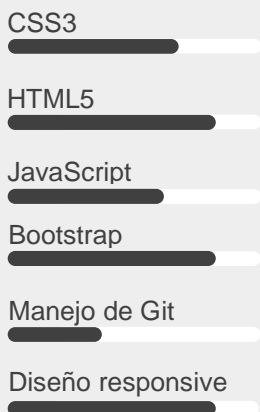 CSS3
HTML5
JavaScript
Bootstrap
Manejo de Git
Diseño responsive